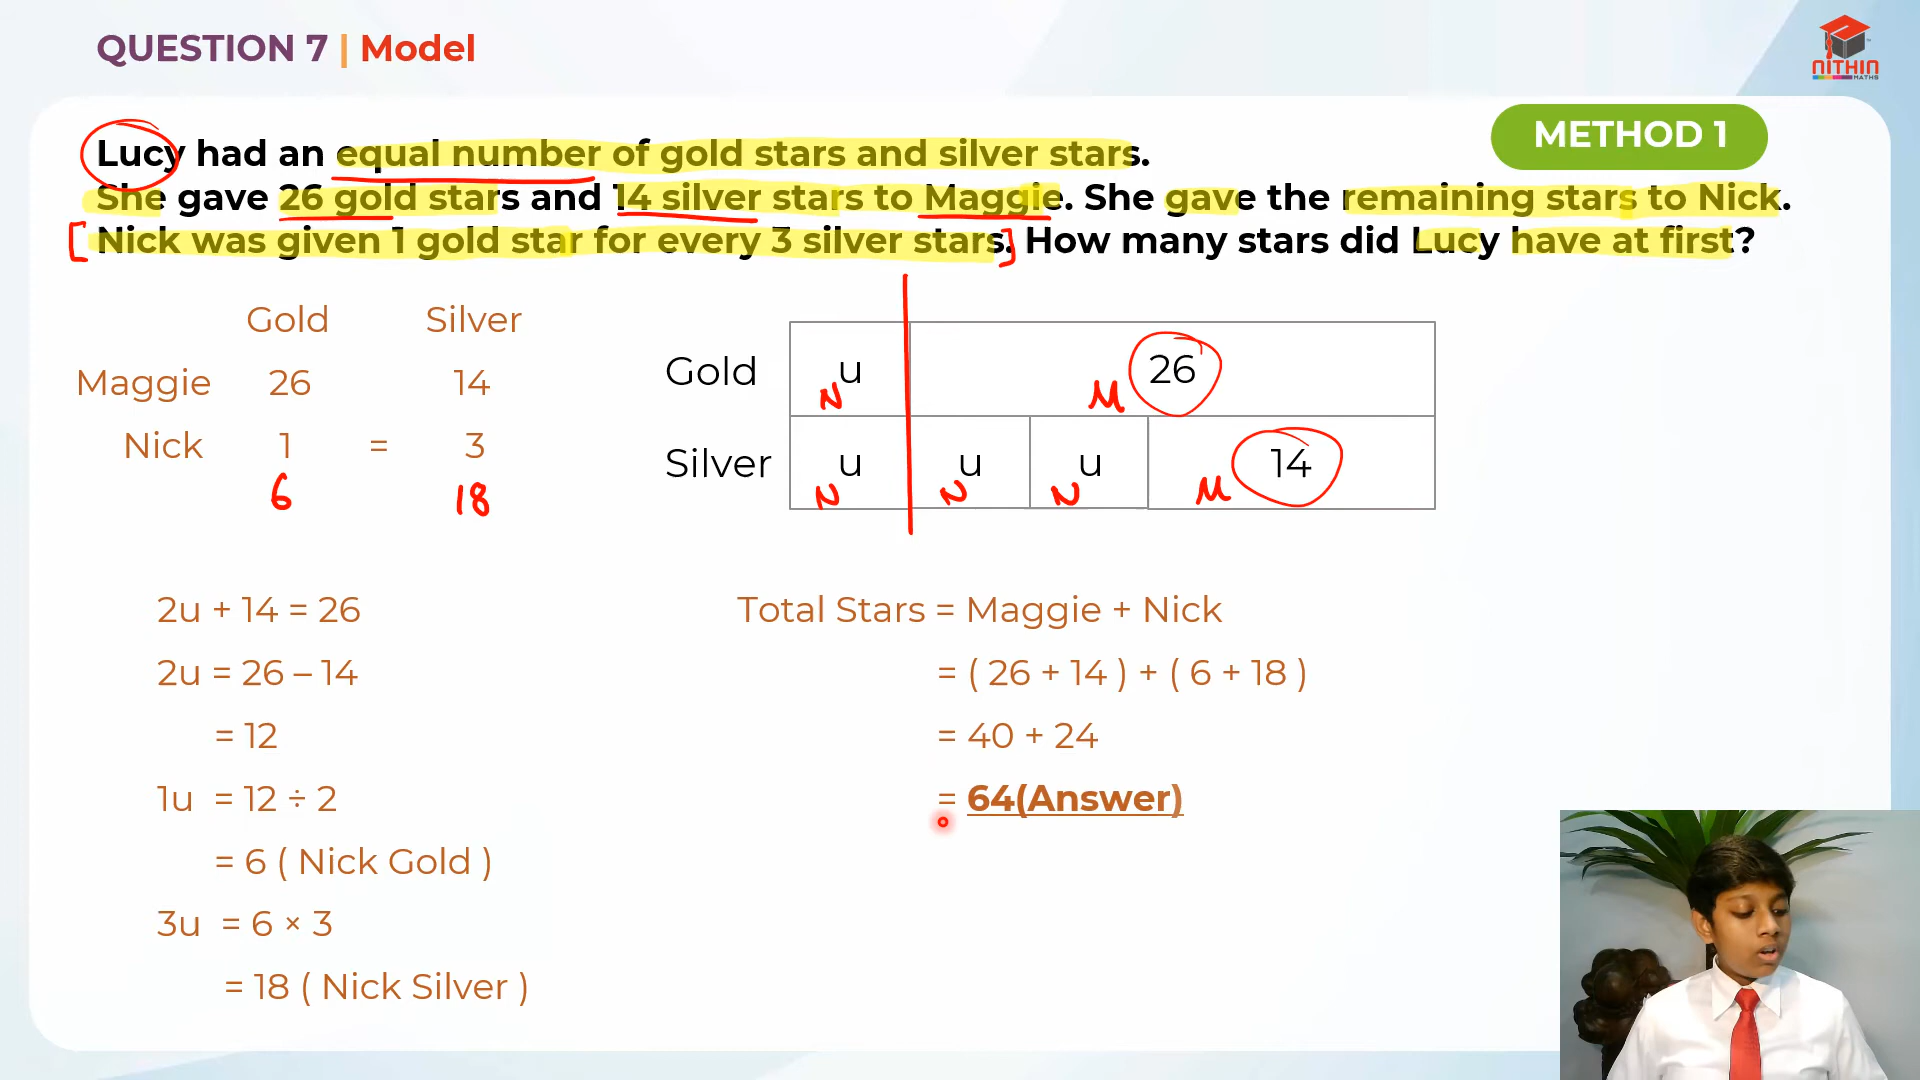 QUESTION 7 | Model
NITHIN
MATHS
METHOD 1
Lucy had an equal number of gold stars and silver stars.
She gave 26 gold stars and 14 silver stars to Maggie. She gave the remaining stars to Nick.
[Nick was given 1 gold star for every 3 silver stars.] How many stars did Lucy have at first?
Gold Silver
Maggie 26 14
Nick 1 = 3
6 18
Gold u N M 26
Silver u N u N u N M 14
2u + 14 = 26
2u = 26 – 14
= 12
1u = 12 ÷ 2
= 6 ( Nick Gold )
3u = 6 × 3
= 18 ( Nick Silver )
Total Stars = Maggie + Nick
= ( 26 + 14 ) + ( 6 + 18 )
= 40 + 24
= 64(Answer)